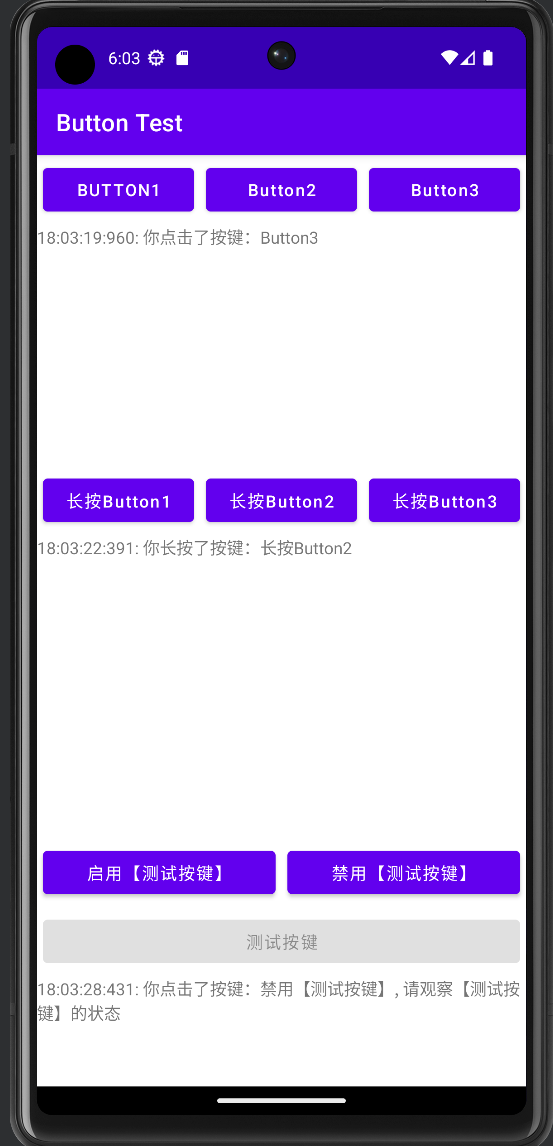 6:03
Button Test
BUTTON1 Button2 Button3
18:03:19:960: 你点击了按键：Button3
长按Button1 长按Button2 长按Button3
18:03:22:391: 你长按了按键：长按Button2
启用【测试按键】 禁用【测试按键】
测试按键
18:03:28:431: 你点击了按键：禁用【测试按键】, 请观察【测试按
键】的状态